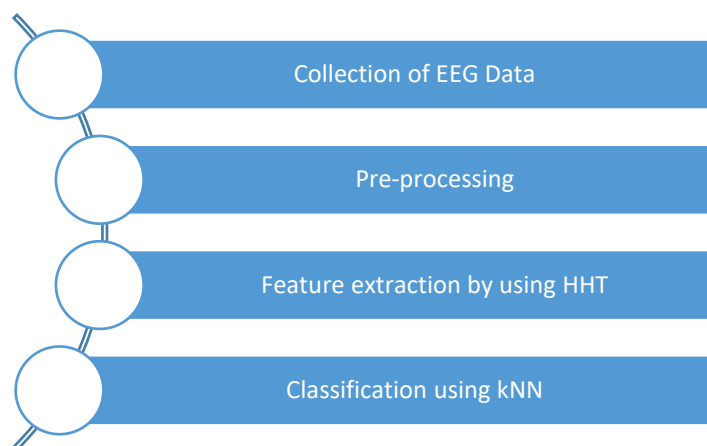 Collection of EEG Data
Pre-processing
Feature extraction by using HHT
Classification using kNN